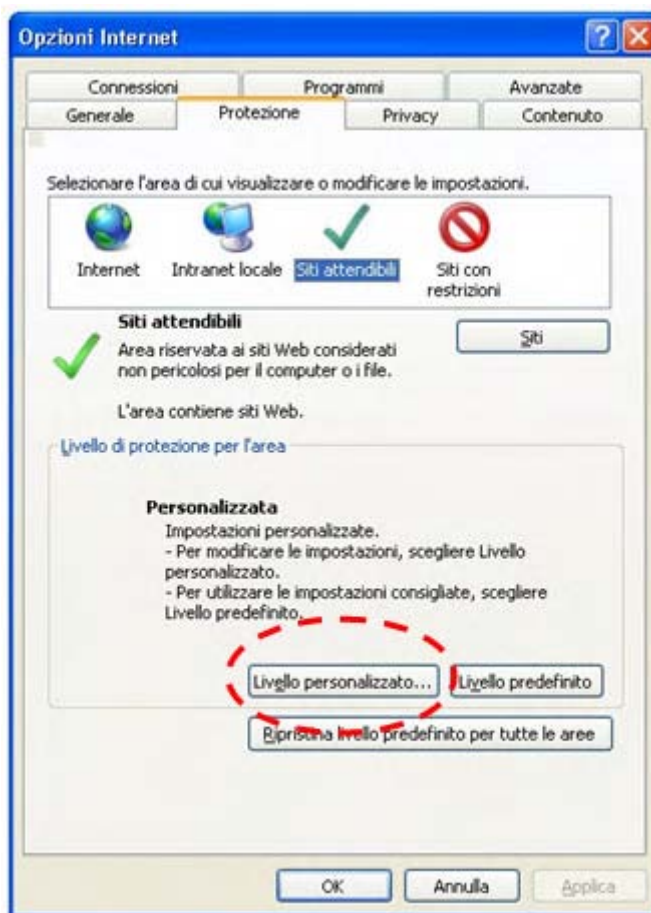 Opzioni Internet
Connessioni Programmi Avanzate
Generale Protezione Privacy Contenuto
Selezionare l'area di cui visualizzare o modificare le impostazioni.
Internet Intranet locale Siti attendibili Siti con
restrizioni
Siti attendibili
Siti
Area riservata ai siti Web considerati
non pericolosi per il computer o i file.
L'area contiene siti Web.
Livello di protezione per l'area
Personalizzata
Impostazioni personalizzate.
- Per modificare le impostazioni, scegliere Livello
personalizzato.
- Per utilizzare le impostazioni consigliate, scegliere
Livello predefinito.
Livello personalizzato... Livello predefinito
Ripristina livello predefinito per tutte le aree
OK Annulla Applica